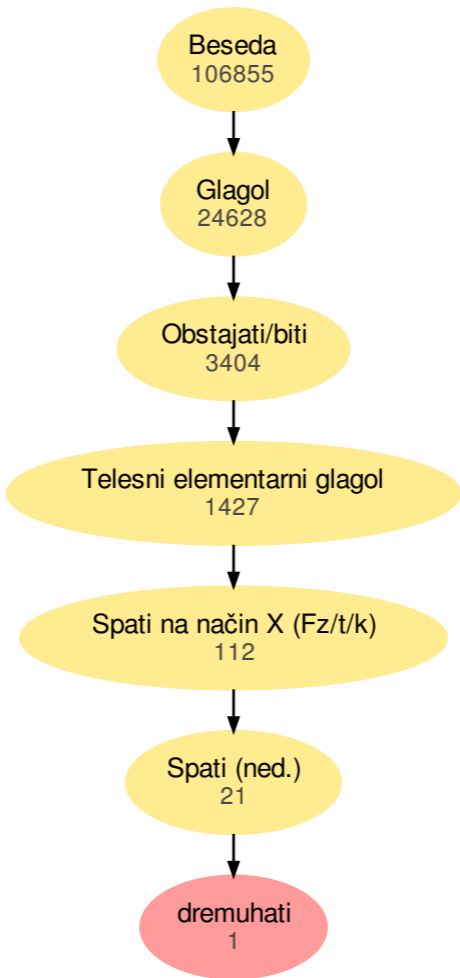 Beseda
106855
Glagol
24628
Obstajati/biti
3404
Telesni elementarni glagol
1427
Spati na način X (Fz/t/k)
112
Spati (ned.)
21
dremuhati
1